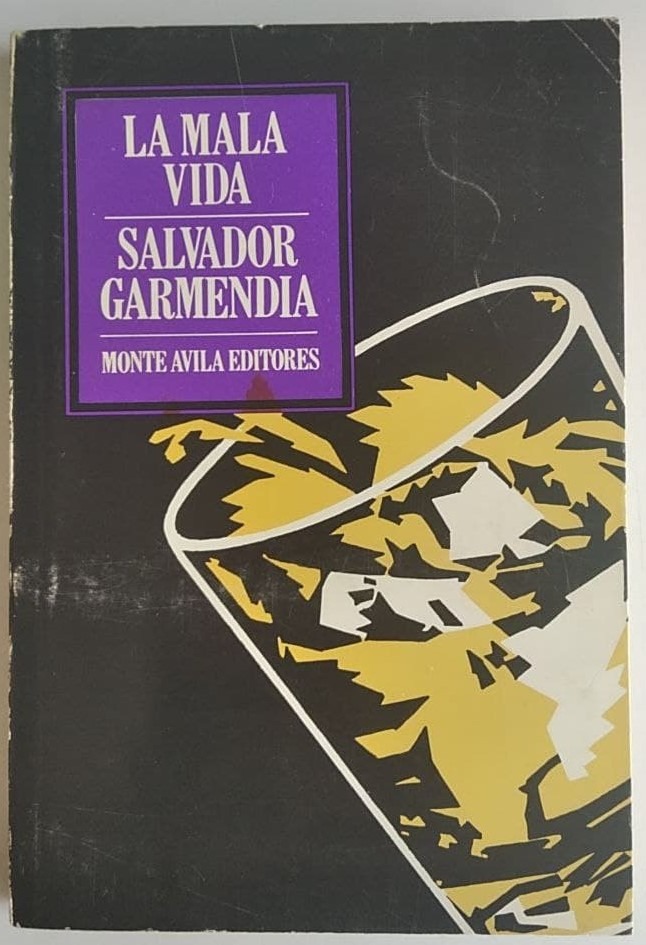 LA MALA
VIDA
SALVADOR
GARMENDIA
MONTE AVILA EDITORES